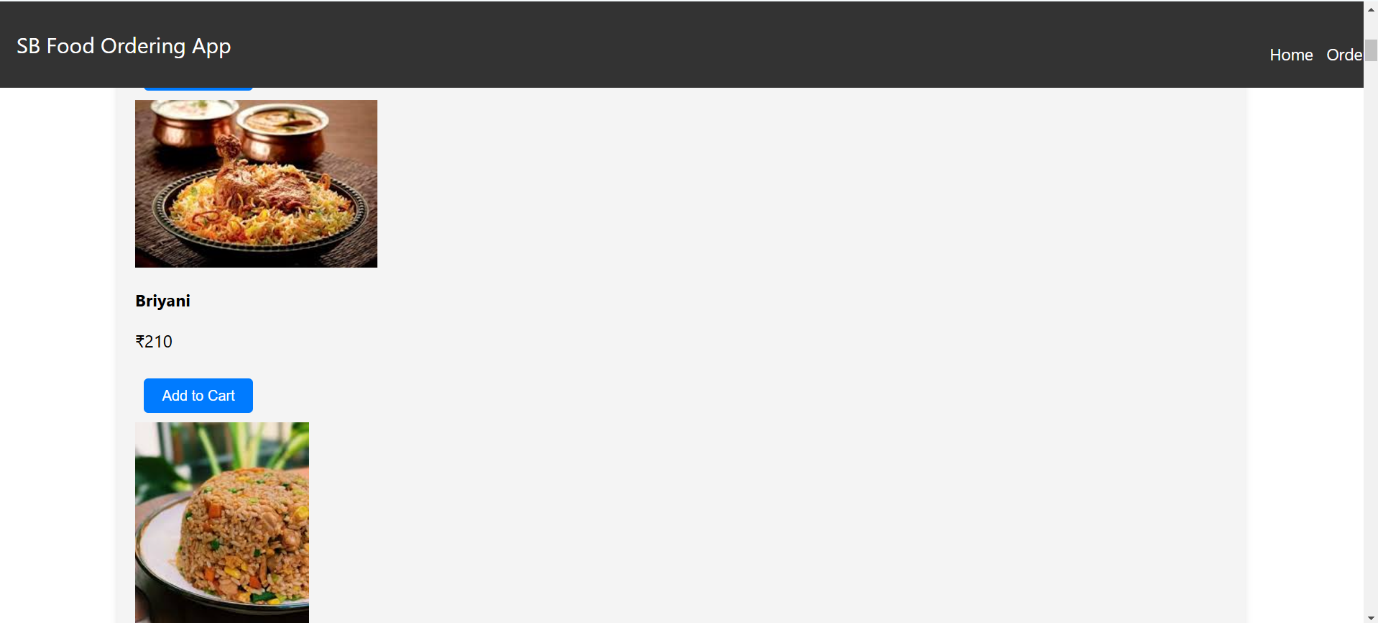 SB Food Ordering App
Home Orde
Briyani
₹210
Add to Cart